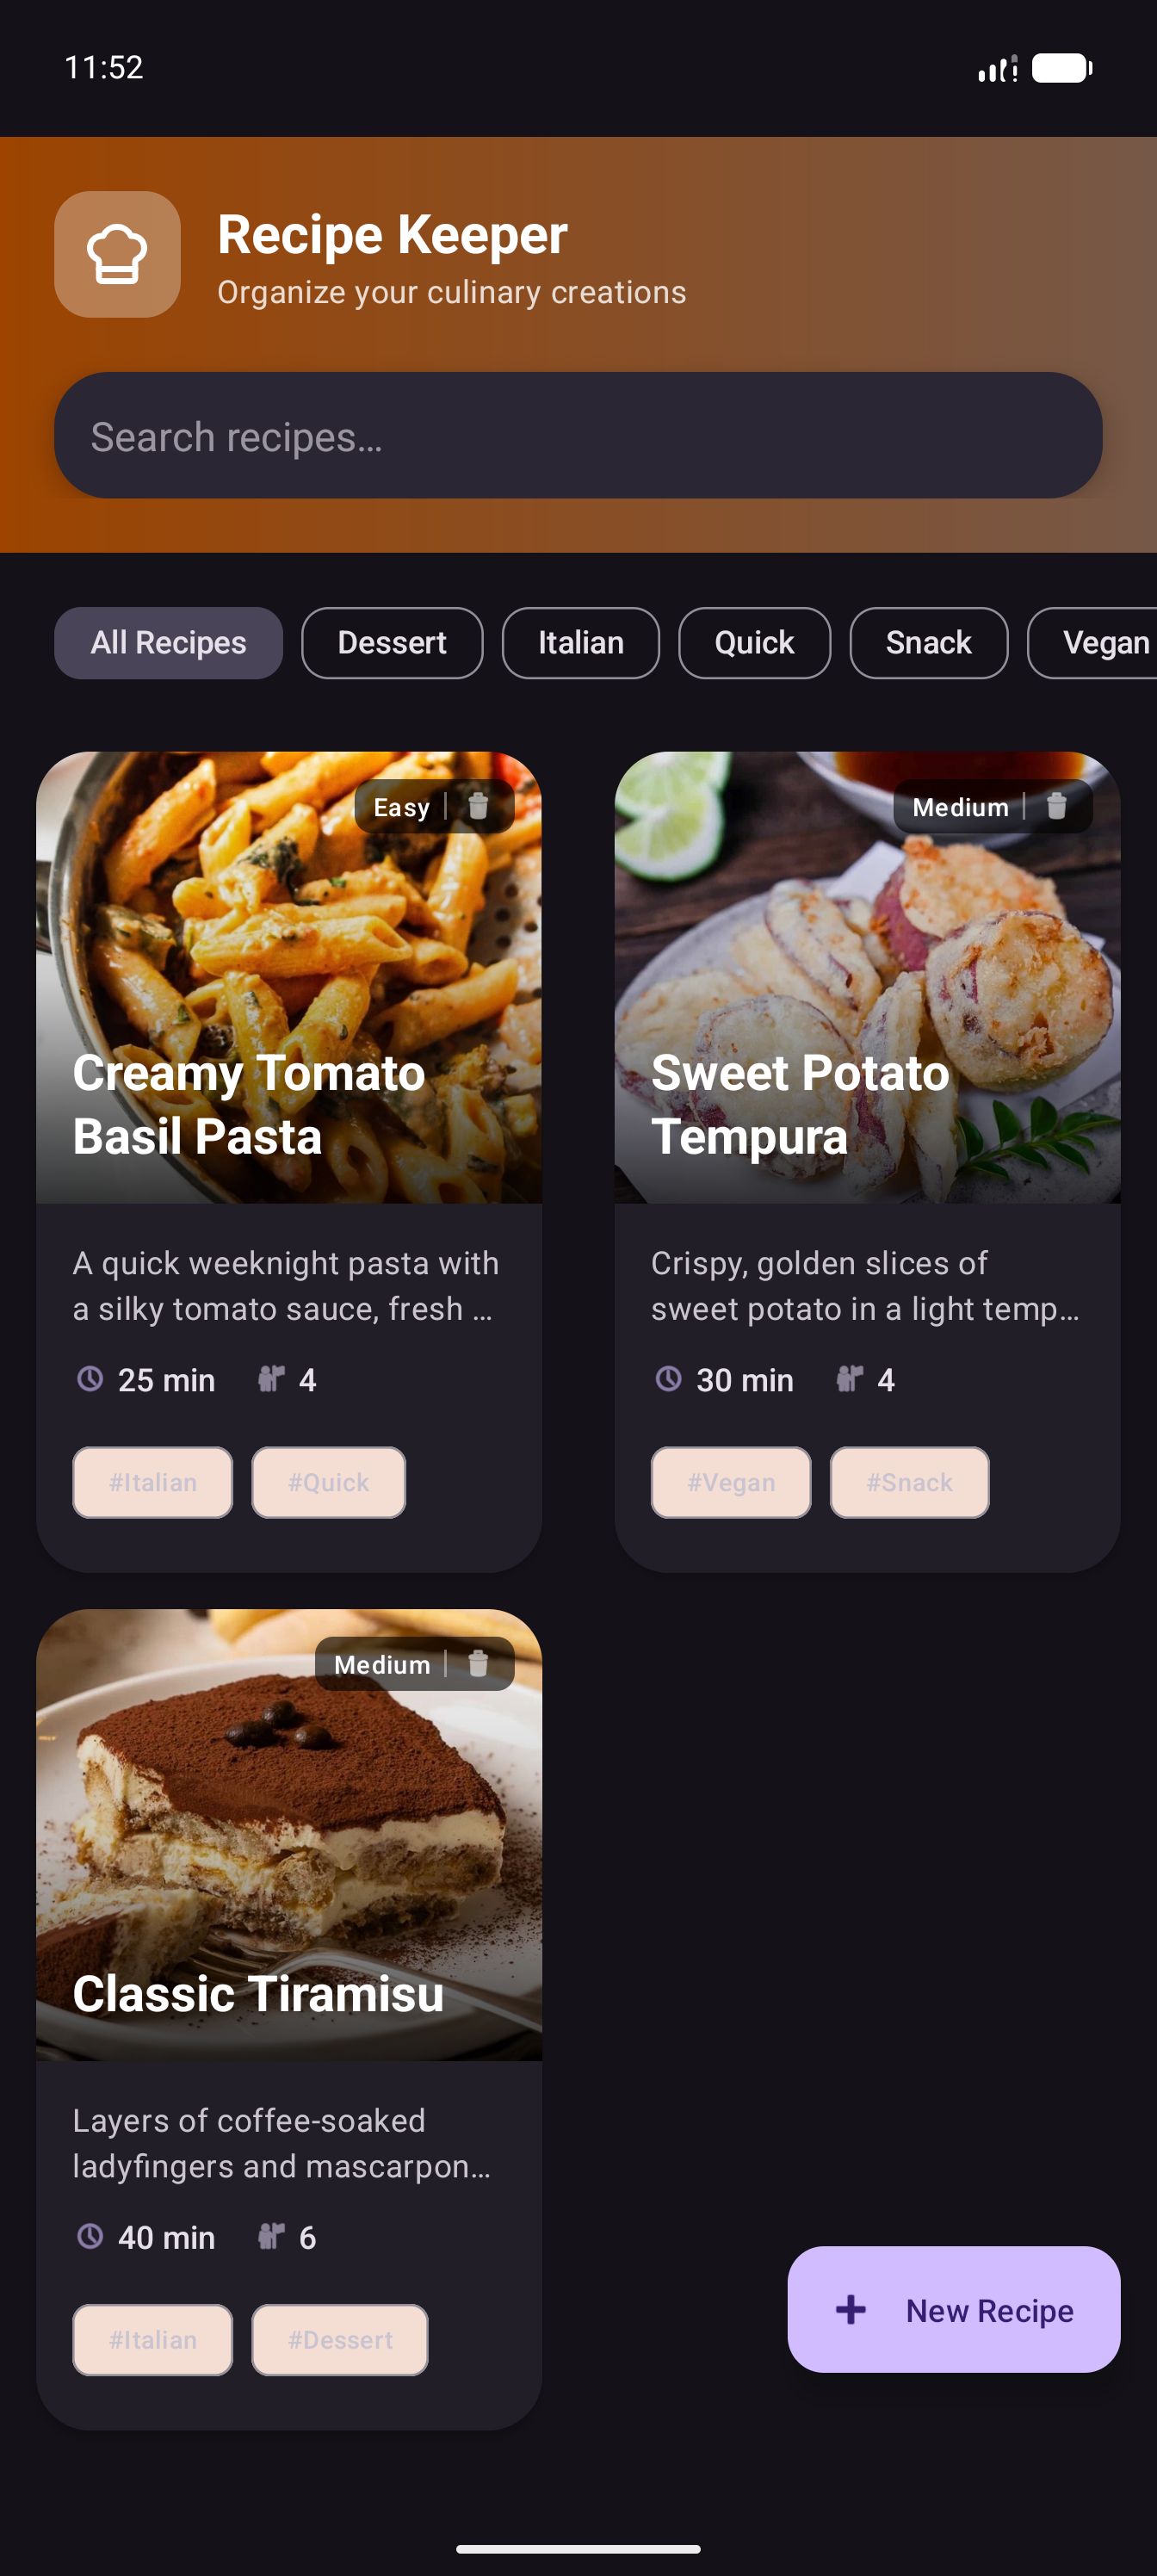 11:52
Recipe Keeper
Organize your culinary creations
Search recipes…
All Recipes
Dessert
Italian
Quick
Snack
Vegan
Easy
Creamy Tomato
Basil Pasta
A quick weeknight pasta with
a silky tomato sauce, fresh …
25 min
4
#Italian
#Quick
Medium
Sweet Potato
Tempura
Crispy, golden slices of
sweet potato in a light temp…
30 min
4
#Vegan
#Snack
Medium
Classic Tiramisu
Layers of coffee-soaked
ladyfingers and mascarpon…
40 min
6
#Italian
#Dessert
New Recipe